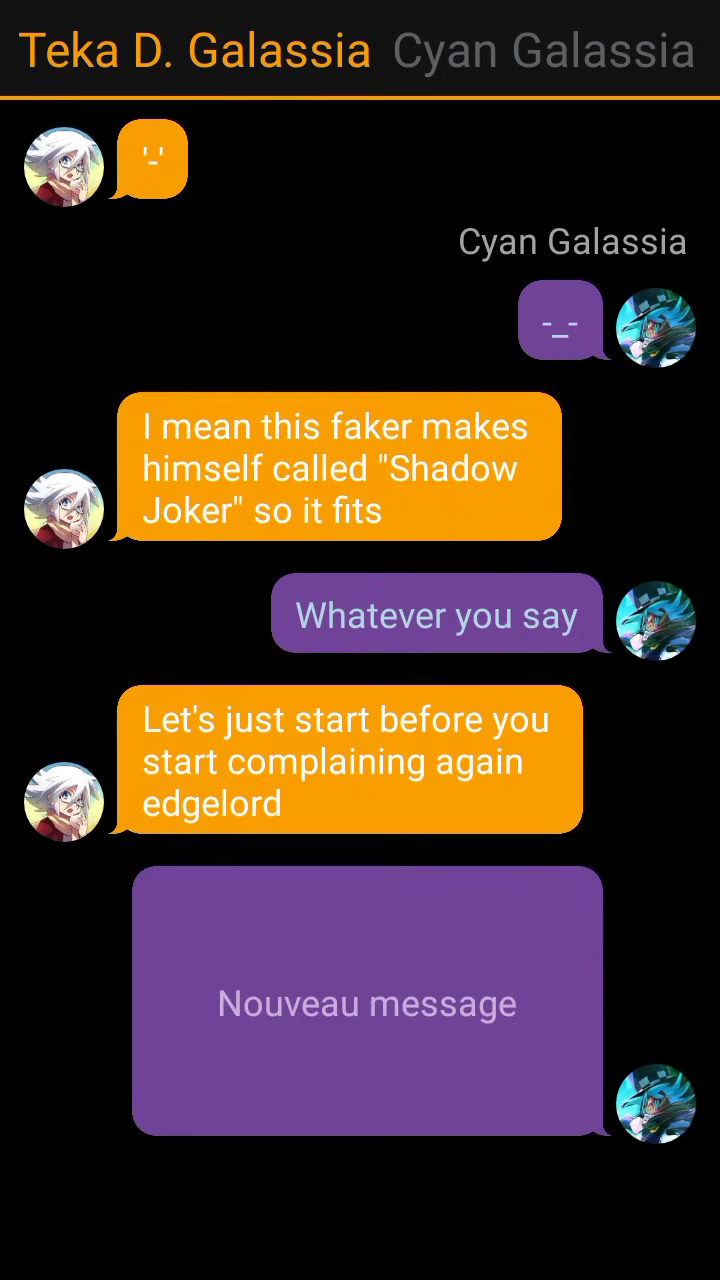 Teka D. Galassia Cyan Galassia
'-'
Cyan Galassia
-_-
I mean this faker makes
himself called "Shadow
Joker" so it fits
Whatever you say
Let's just start before you
start complaining again
edgelord
Nouveau message